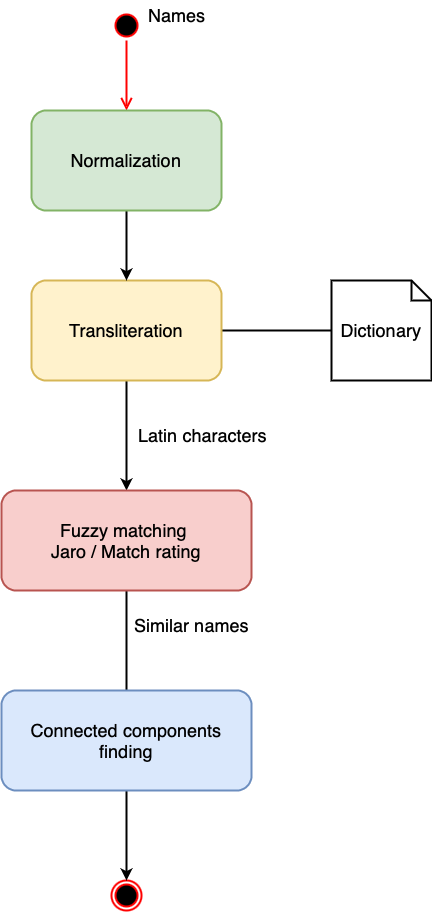 Names
Normalization
Transliteration
Dictionary
Latin characters
Fuzzy matching
Jaro / Match rating
Similar names
Connected components
finding